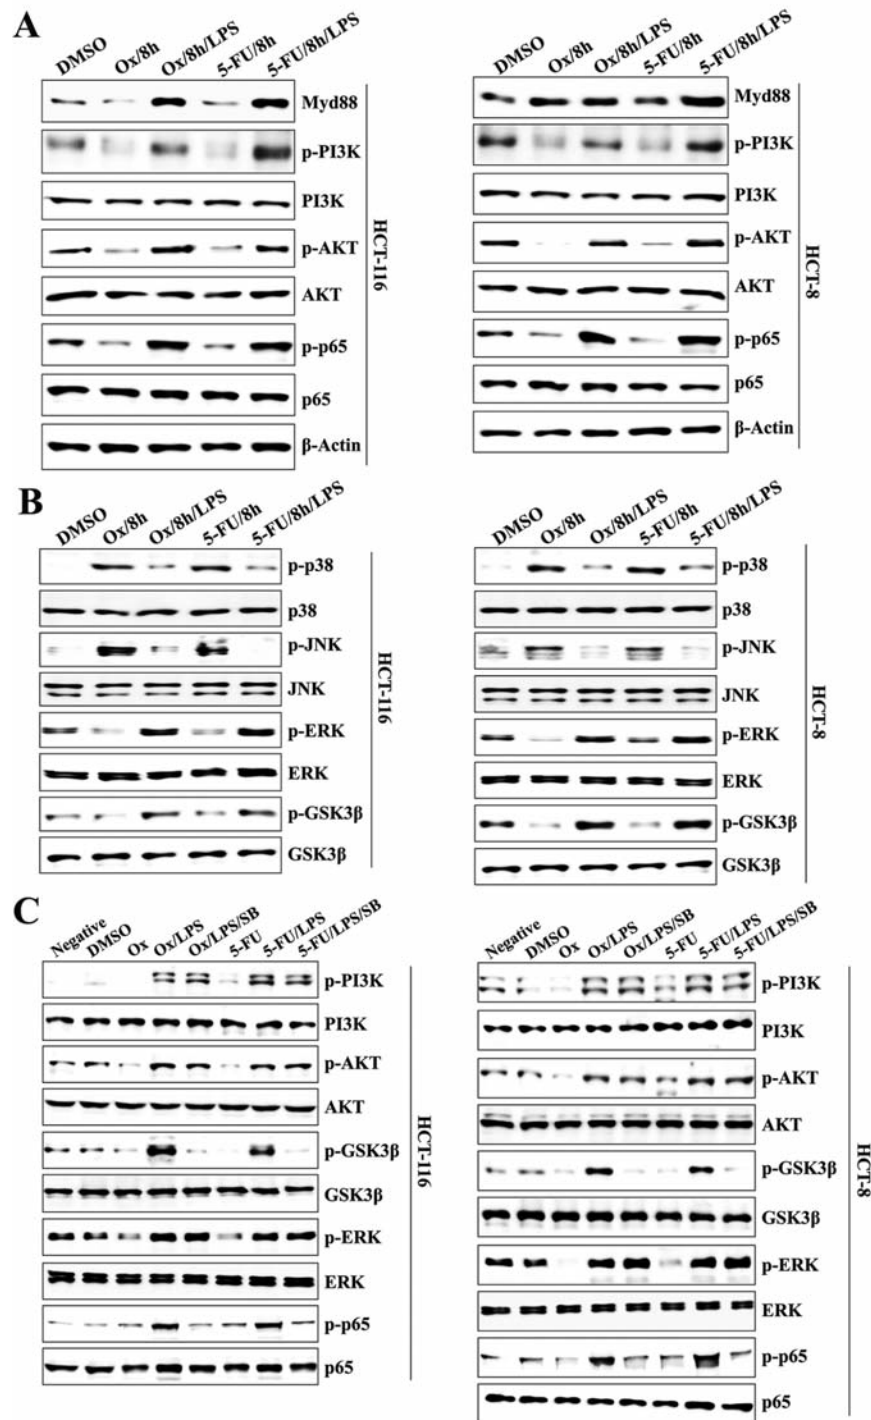 A
DMSO
Ox/8h
Ox/8h/LPS
5-FU/8h
5-FU/8h/LPS
Myd88
p-PI3K
PI3K
p-AKT
AKT
p-p65
p65
β-Actin
HCT-116
DMSO
Ox/8h
Ox/8h/LPS
5-FU/8h
5-FU/8h/LPS
Myd88
p-PI3K
PI3K
p-AKT
AKT
p-p65
p65
β-Actin
HCT-8
B
DMSO
Ox/8h
Ox/8h/LPS
5-FU/8h
5-FU/8h/LPS
p-p38
p38
p-JNK
JNK
p-ERK
ERK
p-GSK3β
GSK3β
HCT-116
DMSO
Ox/8h
Ox/8h/LPS
5-FU/8h
5-FU/8h/LPS
p-p38
p38
p-JNK
JNK
p-ERK
ERK
p-GSK3β
GSK3β
HCT-8
C
Negative
DMSO
Ox
Ox/LPS
Ox/LPS/SB
5-FU
5-FU/LPS
5-FU/LPS/SB
p-PI3K
PI3K
p-AKT
AKT
p-GSK3β
GSK3β
p-ERK
ERK
p-p65
p65
HCT-116
Negative
DMSO
Ox
Ox/LPS
Ox/LPS/SB
5-FU
5-FU/LPS
5-FU/LPS/SB
p-PI3K
PI3K
p-AKT
AKT
p-GSK3β
GSK3β
p-ERK
ERK
p-p65
p65
HCT-8